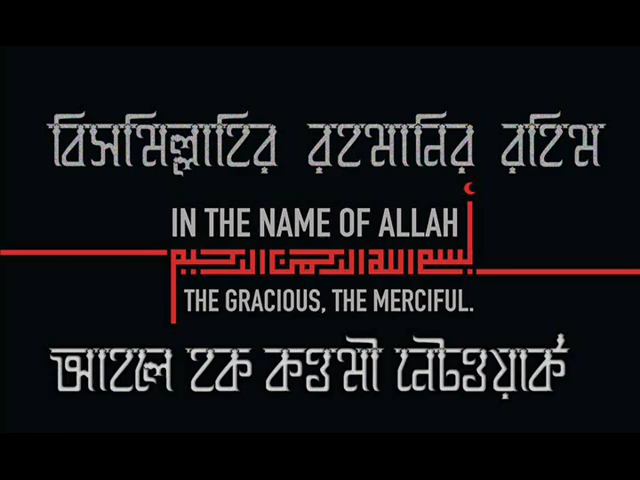 বিসমিল্লাহির রহমানির রহিম
IN THE NAME OF ALLAH
بسم الله الرحمن الرحيم
THE GRACIOUS, THE MERCIFUL.
আহলে হক কওমী নেটওয়ার্ক